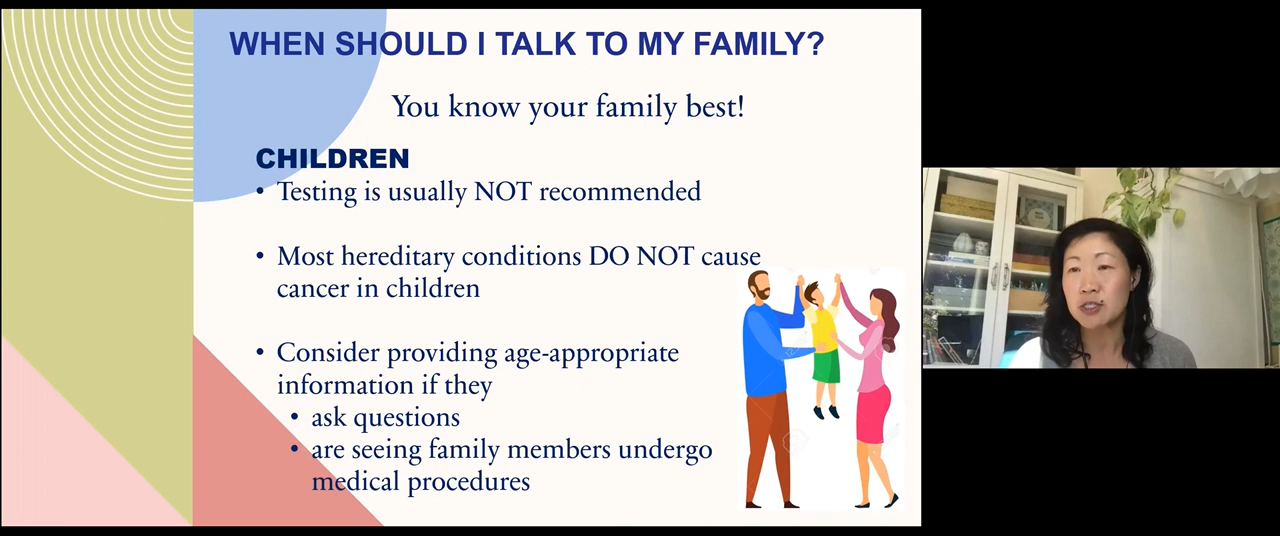 WHEN SHOULD I TALK TO MY FAMILY?
You know your family best!
CHILDREN
• Testing is usually NOT recommended
• Most hereditary conditions DO NOT cause
cancer in children
• Consider providing age-appropriate
information if they
• ask questions
• are seeing family members undergo
medical procedures